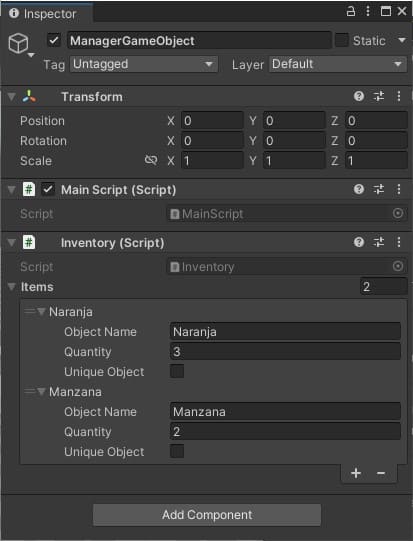 Inspector
ManagerGameObject Static
Tag Untagged Layer Default
Transform
Position X 0 Y 0 Z 0
Rotation X 0 Y 0 Z 0
Scale X 1 Y 1 Z 1
# Main Script (Script)
Script # MainScript
# Inventory (Script)
Script # Inventory
Items 2
Naranja
Object Name Naranja
Quantity 3
Unique Object
Manzana
Object Name Manzana
Quantity 2
Unique Object
+ −
Add Component